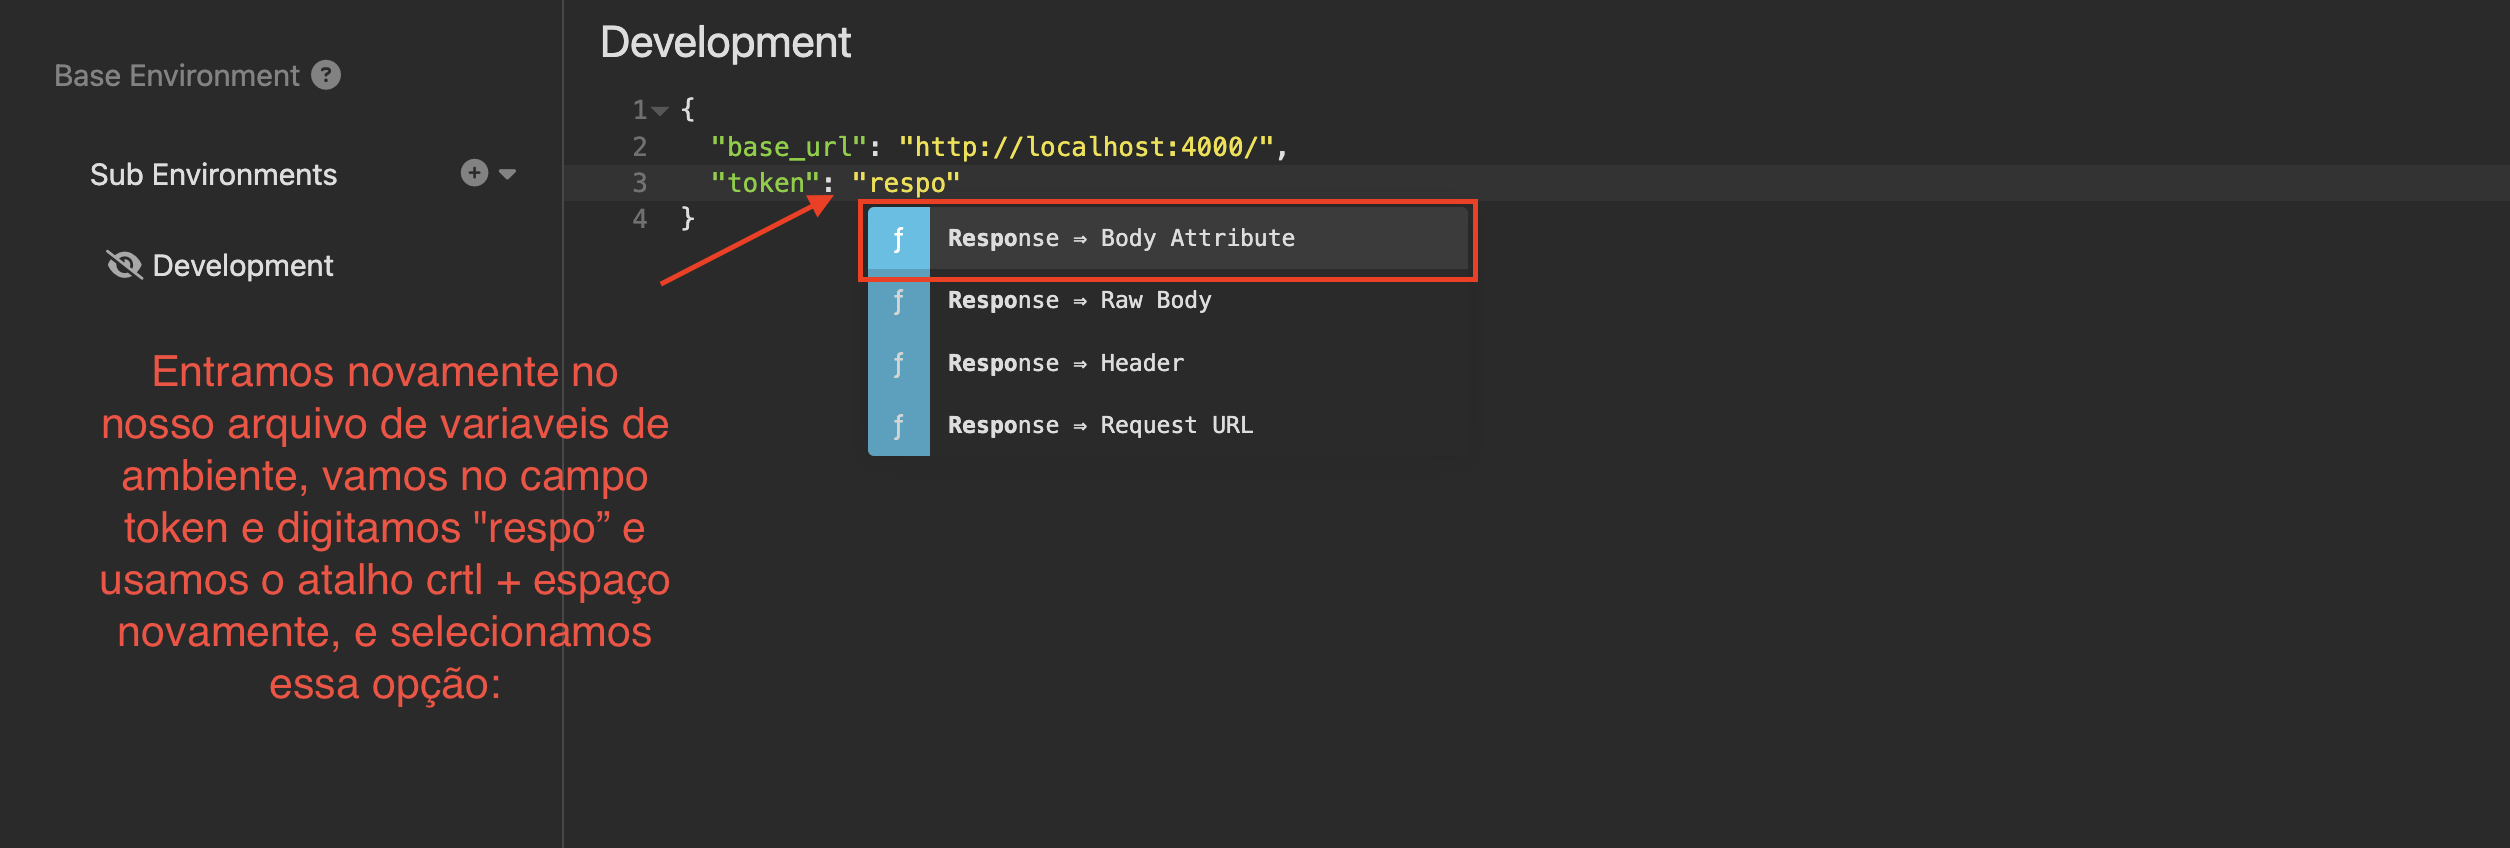 Base Environment ?
Sub Environments
Development
Development
1 {
2 "base_url": "http://localhost:4000/",
3 "token": "respo"
4 }
ƒ Response ⇒ Body Attribute
ƒ Response ⇒ Raw Body
ƒ Response ⇒ Header
ƒ Response ⇒ Request URL
Entramos novamente no
nosso arquivo de variaveis de
ambiente, vamos no campo
token e digitamos "respo” e
usamos o atalho crtl + espaço
novamente, e selecionamos
essa opção: